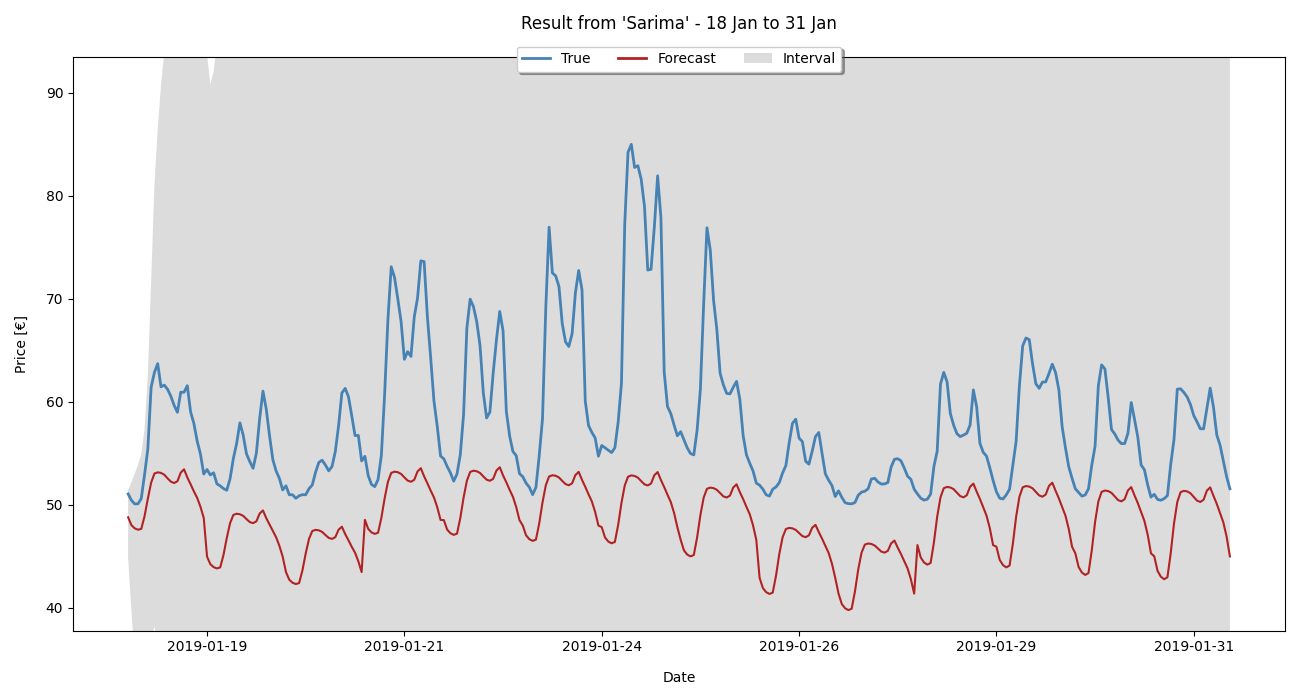 Result from 'Sarima' - 18 Jan to 31 Jan
True Forecast Interval
90
80
70
60
50
40
Price [€]
2019-01-19 2019-01-21 2019-01-24 2019-01-26 2019-01-29 2019-01-31
Date